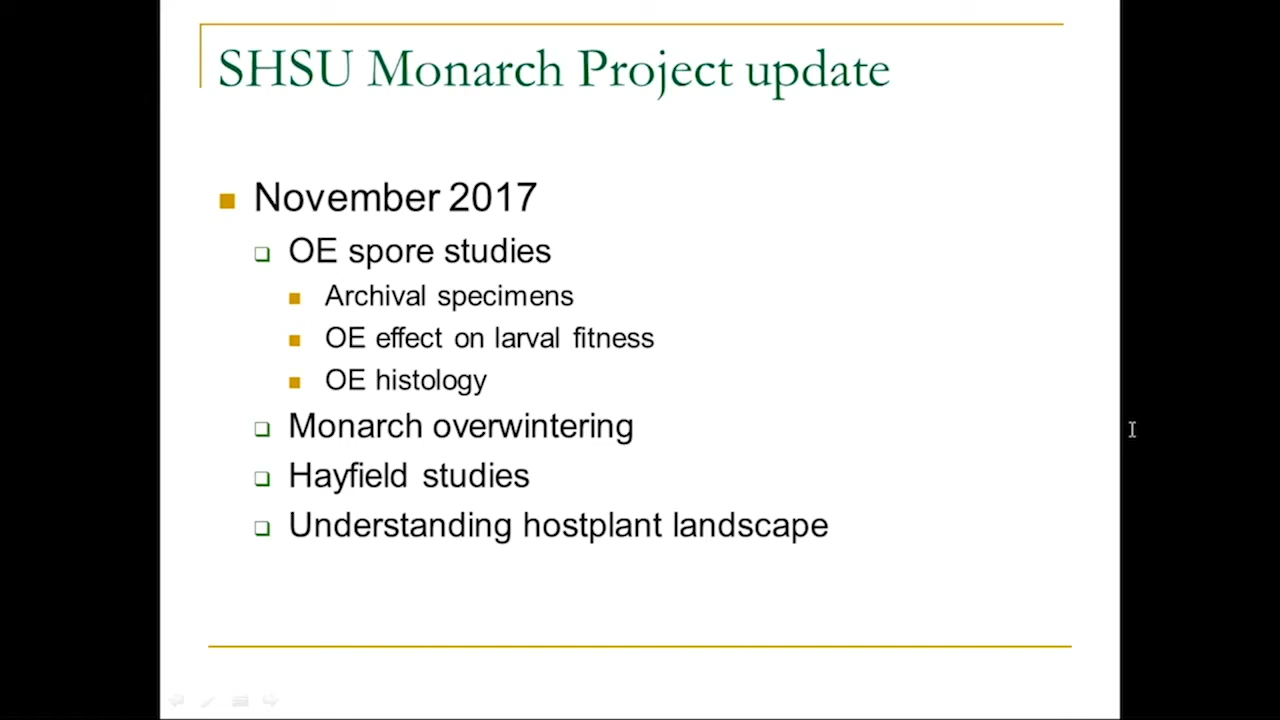 SHSU Monarch Project update
November 2017
OE spore studies
Archival specimens
OE effect on larval fitness
OE histology
Monarch overwintering
Hayfield studies
Understanding hostplant landscape